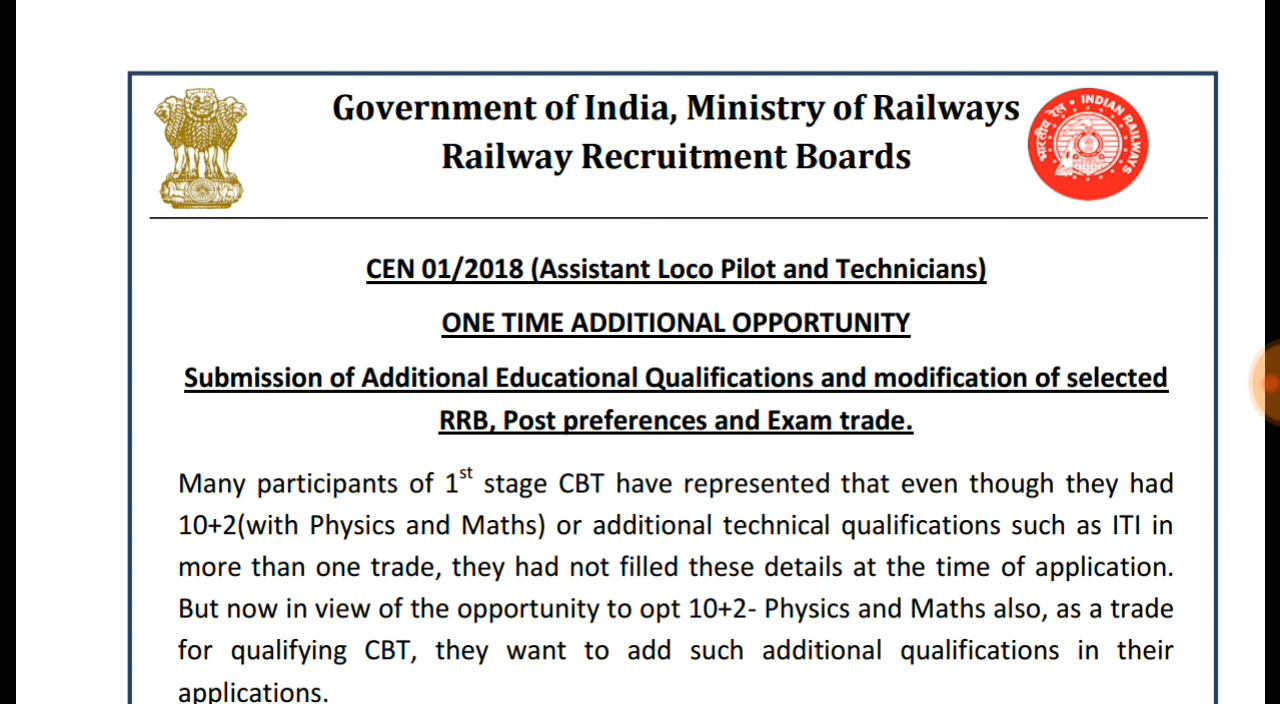 Government of India, Ministry of Railways
Railway Recruitment Boards
भारतीय रेल • INDIAN RAILWAYS
CEN 01/2018 (Assistant Loco Pilot and Technicians)
ONE TIME ADDITIONAL OPPORTUNITY
Submission of Additional Educational Qualifications and modification of selected
RRB, Post preferences and Exam trade.
Many participants of 1st stage CBT have represented that even though they had
10+2(with Physics and Maths) or additional technical qualifications such as ITI in
more than one trade, they had not filled these details at the time of application.
But now in view of the opportunity to opt 10+2- Physics and Maths also, as a trade
for qualifying CBT, they want to add such additional qualifications in their
applications.